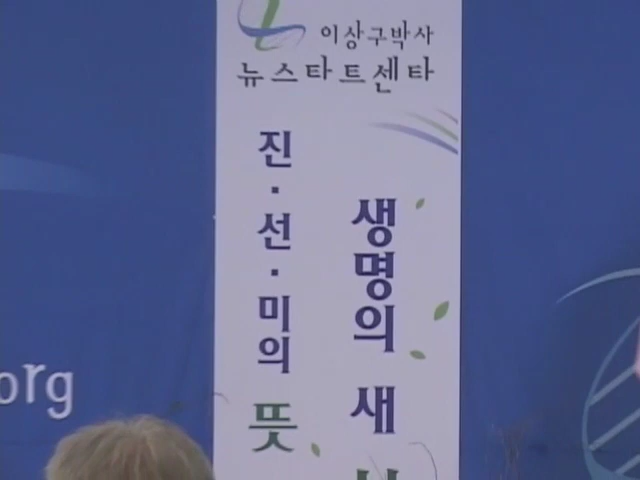 이상구박사
뉴스타트센타
생명의 새
진·선·미의 뜻
org